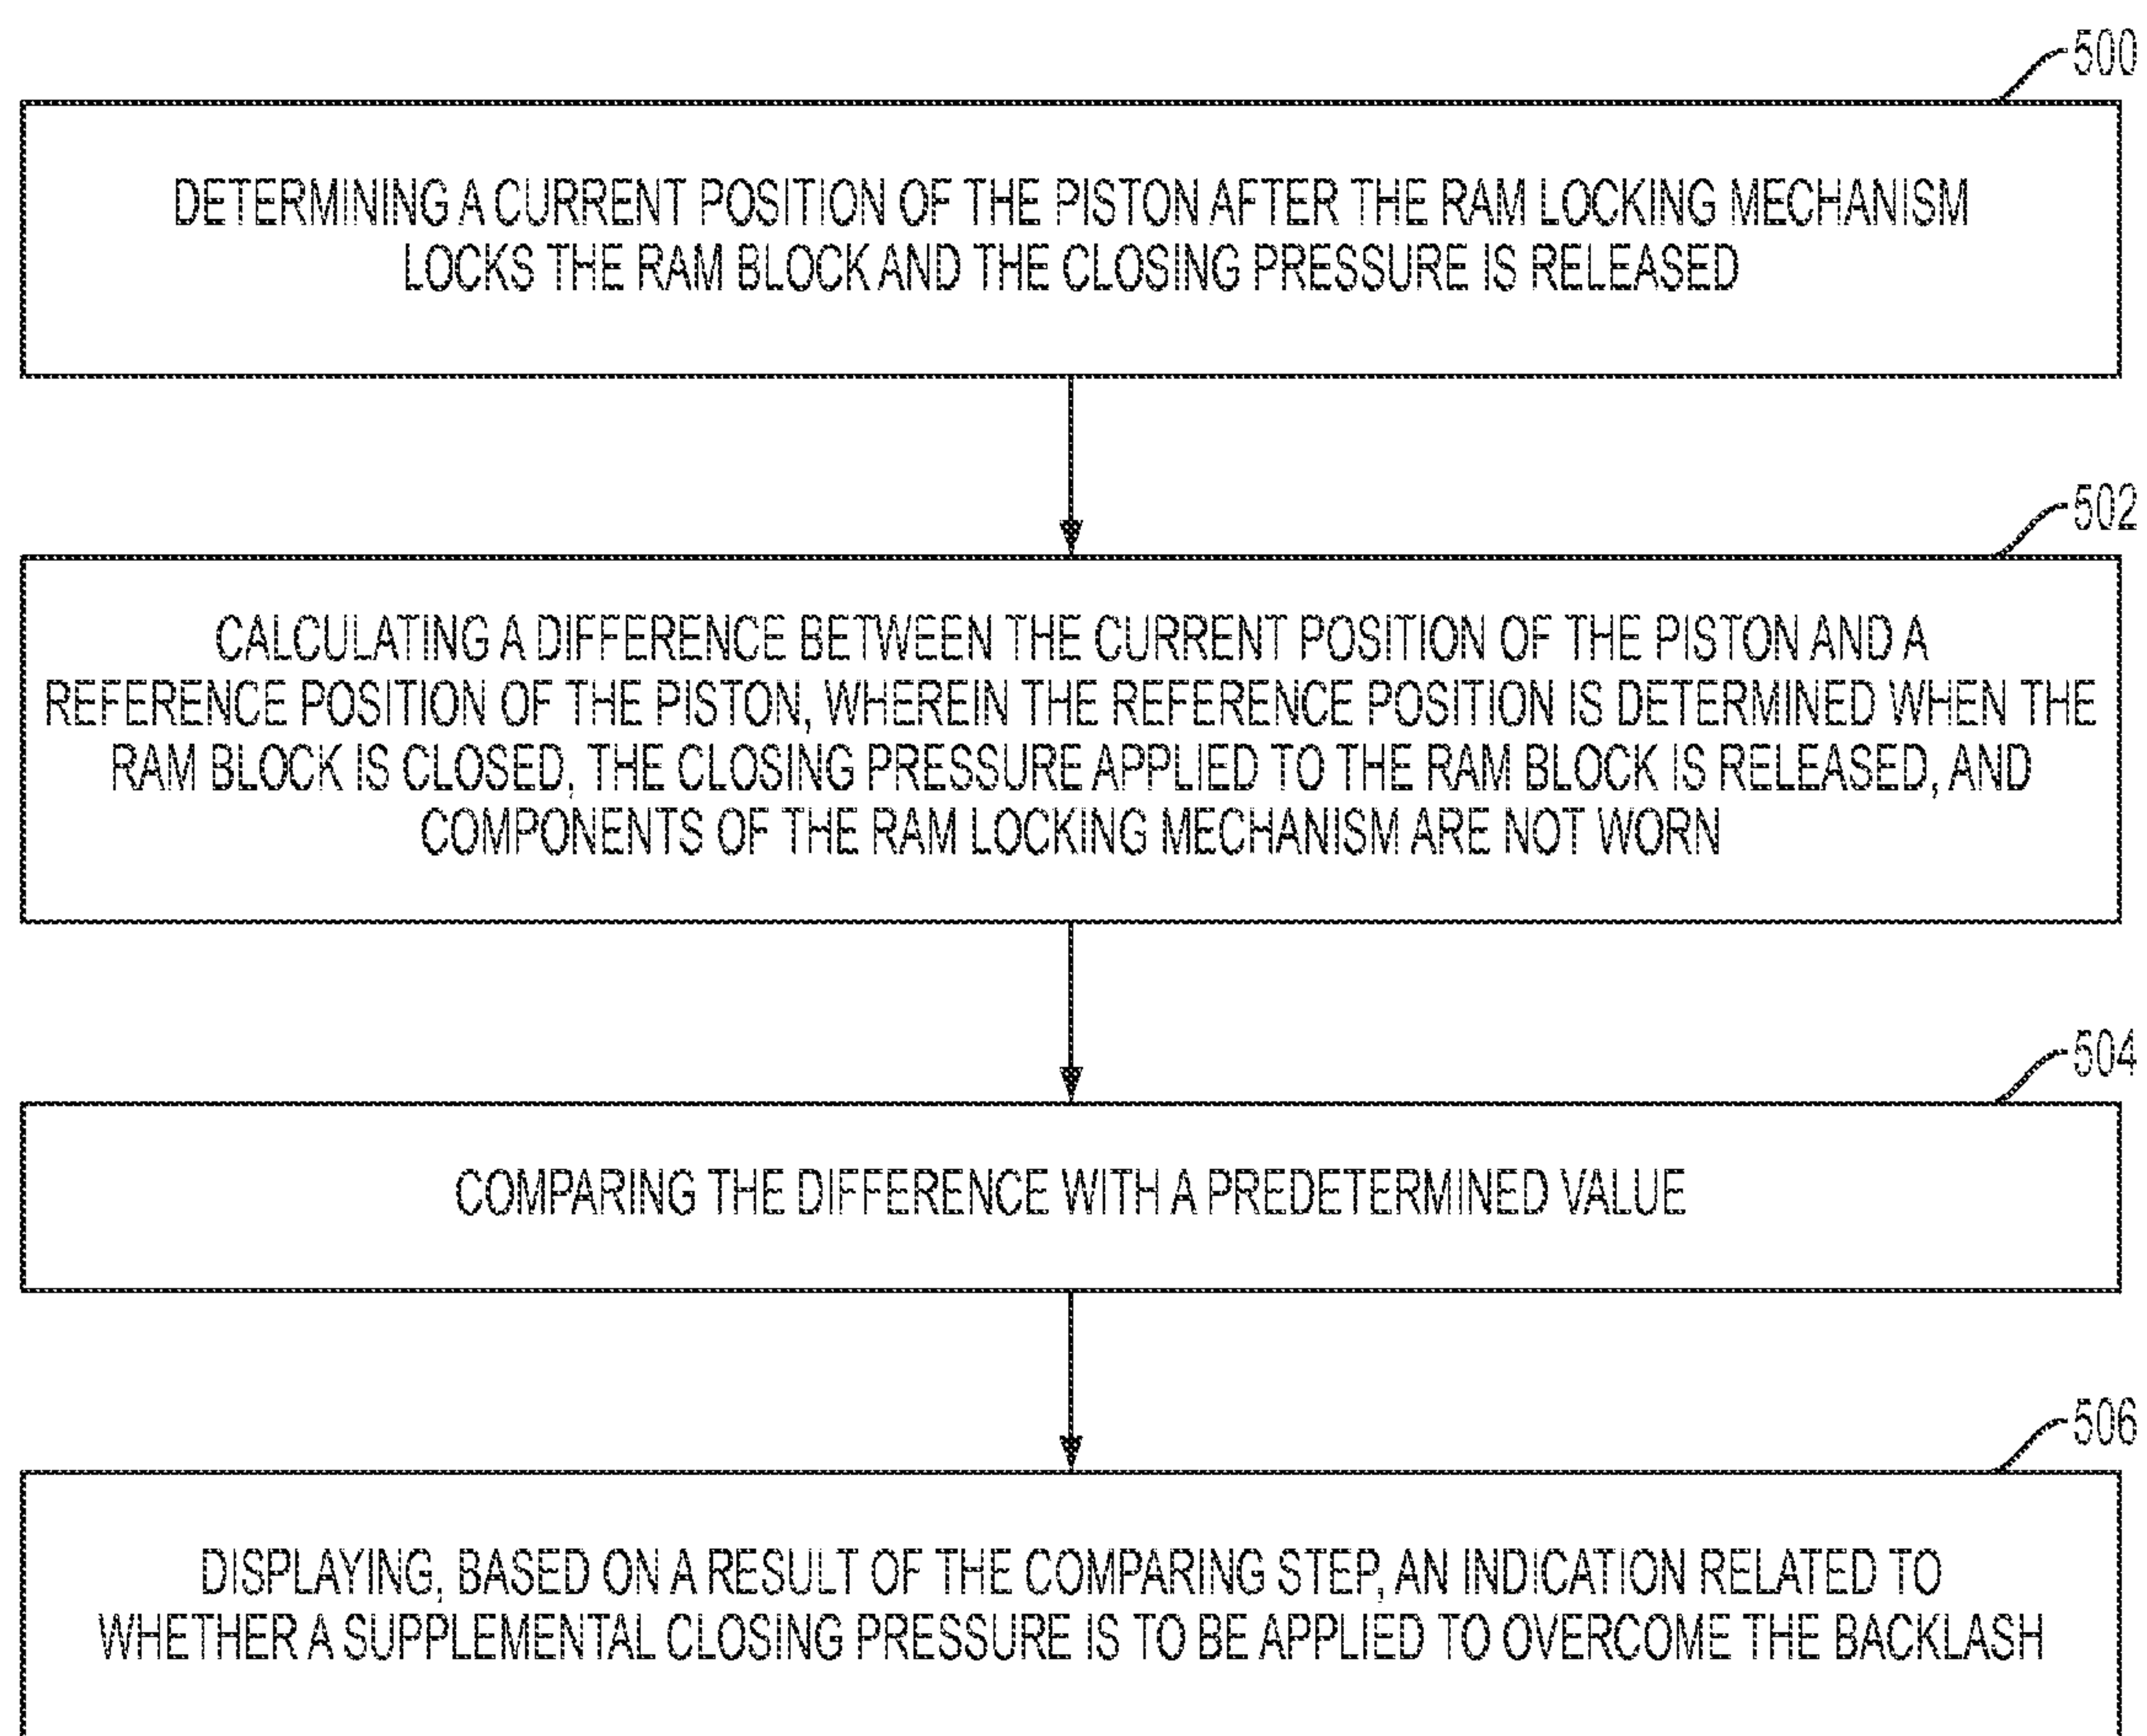 500
DETERMINING A CURRENT POSITION OF THE PISTON AFTER THE RAM LOCKING MECHANISM
LOCKS THE RAM BLOCK AND THE CLOSING PRESSURE IS RELEASED
502
CALCULATING A DIFFERENCE BETWEEN THE CURRENT POSITION OF THE PISTON AND A
REFERENCE POSITION OF THE PISTON, WHEREIN THE REFERENCE POSITION IS DETERMINED WHEN THE
RAM BLOCK IS CLOSED, THE CLOSING PRESSURE APPLIED TO THE RAM BLOCK IS RELEASED, AND
COMPONENTS OF THE RAM LOCKING MECHANISM ARE NOT WORN
504
COMPARING THE DIFFERENCE WITH A PREDETERMINED VALUE
506
DISPLAYING, BASED ON A RESULT OF THE COMPARING STEP, AN INDICATION RELATED TO
WHETHER A SUPPLEMENTAL CLOSING PRESSURE IS TO BE APPLIED TO OVERCOME THE BACKLASH